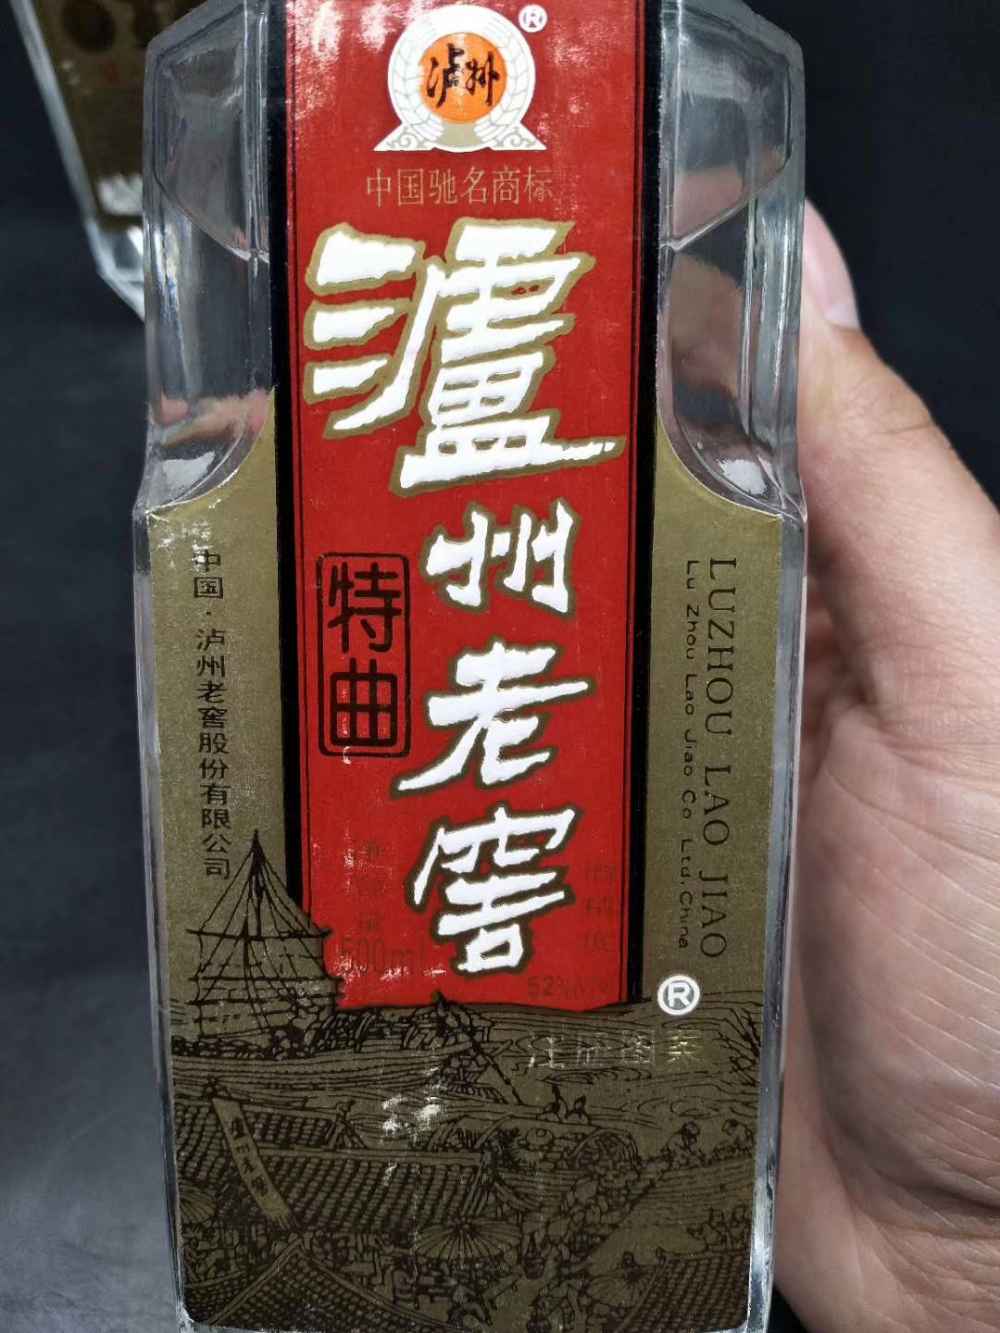 泸州
®
中国驰名商标
瀘州老窖
特曲
中国·泸州老窖股份有限公司
LUZHOU LAO JIAO
Lu Zhou Lao Jiao Co Ltd,China
500ml
®
注册图案